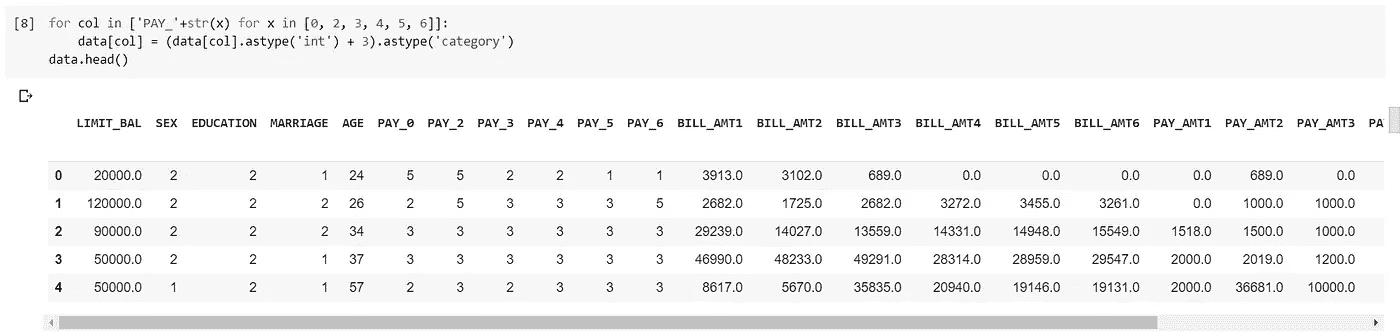 [8] for col in ['PAY_'+str(x) for x in [0, 2, 3, 4, 5, 6]]:
data[col] = (data[col].astype('int') + 3).astype('category')
data.head()
LIMIT_BAL SEX EDUCATION MARRIAGE AGE PAY_0 PAY_2 PAY_3 PAY_4 PAY_5 PAY_6 BILL_AMT1 BILL_AMT2 BILL_AMT3 BILL_AMT4 BILL_AMT5 BILL_AMT6 PAY_AMT1 PAY_AMT2 PAY_AMT3 PA
0 20000.0 2 2 1 24 5 5 2 2 1 1 3913.0 3102.0 689.0 0.0 0.0 0.0 0.0 689.0 0.0
1 120000.0 2 2 2 26 2 5 3 3 3 5 2682.0 1725.0 2682.0 3272.0 3455.0 3261.0 0.0 1000.0 1000.0
2 90000.0 2 2 2 34 3 3 3 3 3 3 29239.0 14027.0 13559.0 14331.0 14948.0 15549.0 1518.0 1500.0 1000.0
3 50000.0 2 2 1 37 3 3 3 3 3 3 46990.0 48233.0 49291.0 28314.0 28959.0 29547.0 2000.0 2019.0 1200.0
4 50000.0 1 2 1 57 2 3 2 3 3 3 8617.0 5670.0 35835.0 20940.0 19146.0 19131.0 2000.0 36681.0 10000.0